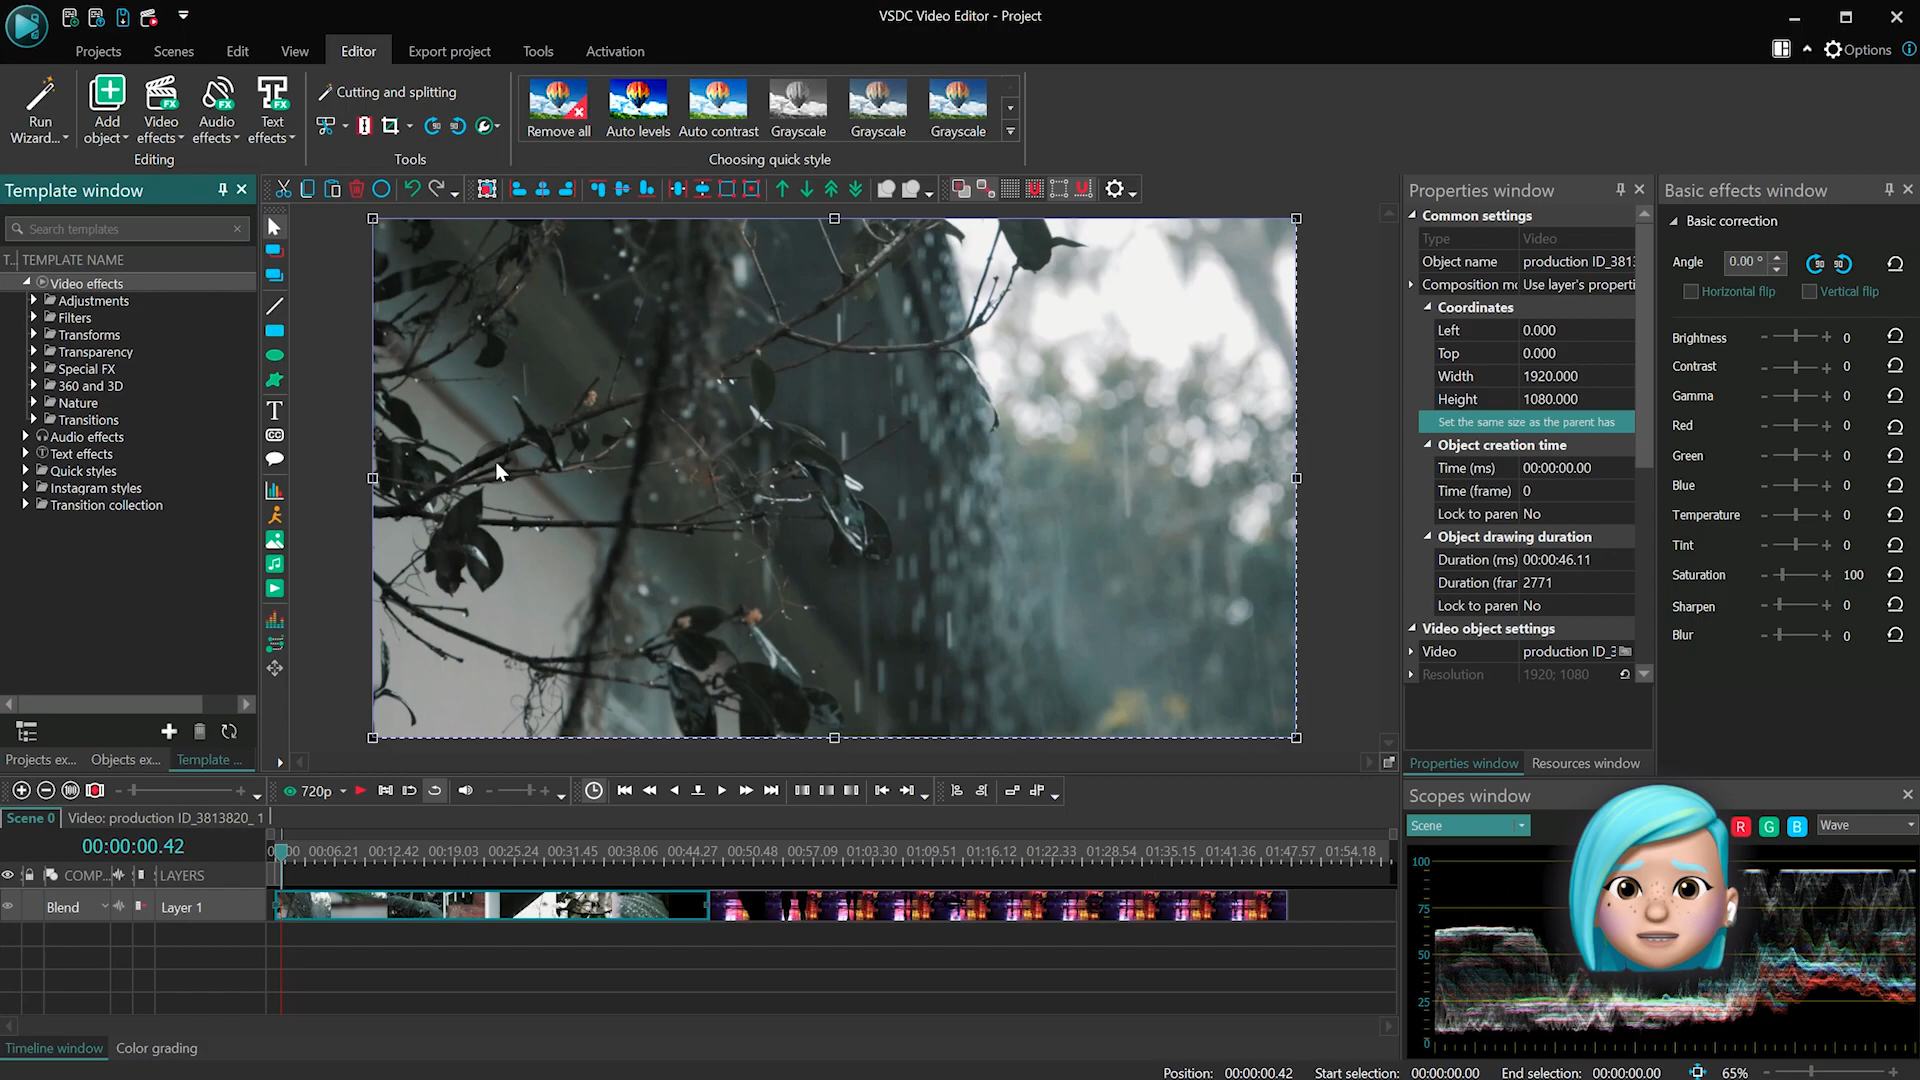 VSDC Video Editor - Project
Projects Scenes Edit View Editor Export project Tools Activation
Options
Run Wizard...
Add object
Video effects
Audio effects
Text effects
Editing
Cutting and splitting
Tools
Remove all Auto levels Auto contrast Grayscale Grayscale Grayscale
Choosing quick style
Template window
Search templates
T... TEMPLATE NAME
Video effects
Adjustments
Filters
Transforms
Transparency
Special FX
360 and 3D
Nature
Transitions
Audio effects
Text effects
Quick styles
Instagram styles
Transition collection
Projects ex... Objects ex... Template ...
Properties window
Common settings
Type Video
Object name production ID_3813
Composition mo Use layer's properti
Coordinates
Left 0.000
Top 0.000
Width 1920.000
Height 1080.000
Set the same size as the parent has
Object creation time
Time (ms) 00:00:00.00
Time (frame) 0
Lock to paren No
Object drawing duration
Duration (ms) 00:00:46.11
Duration (frar 2771
Lock to paren No
Video object settings
Video production ID_3
Resolution 1920; 1080
Properties window Resources window
Basic effects window
Basic correction
Angle 0.00 ° 90 90
Horizontal flip Vertical flip
Brightness - + 0
Contrast - + 0
Gamma - + 0
Red - + 0
Green - + 0
Blue - + 0
Temperature - + 0
Tint - + 0
Saturation - + 100
Sharpen - + 0
Blur - + 0
720p
Scene 0 Video: production ID_3813820_ 1
00:00:00.42
00:06.21 00:12.42 00:19.03 00:25.24 00:31.45 00:38.06 00:44.27 00:50.48 00:57.09 01:03.30 01:09.51 01:16.12 01:22.33 01:28.54 01:35.15 01:41.36 01:47.57 01:54.18
COMP... LAYERS
Blend Layer 1
Timeline window Color grading
Scopes window
Scene R G B Wave
100
75
50
25
0
Position: 00:00:00.42 Start selection: 00:00:00.00 End selection: 00:00:00.00 65%